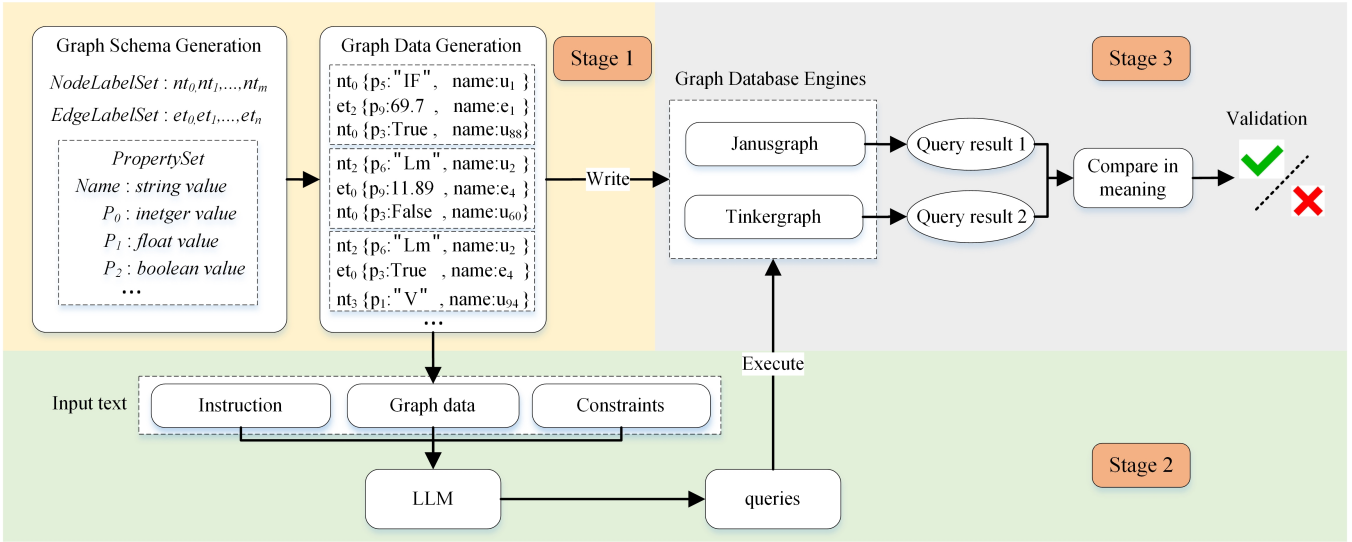 Graph Schema Generation
NodeLabelSet : nt0,nt1,...,ntm
EdgeLabelSet : et0,et1,...,etn
PropertySet
Name : string value
P0 : inetger value
P1 : float value
P2 : boolean value
...
Graph Data Generation
nt0 {p5:"IF" , name:u1 }
et2 {p9:69.7 , name:e1 }
nt0 {p3:True , name:u88}
nt2 {p6:"Lm", name:u2 }
et0 {p9:11.89 , name:e4 }
nt0 {p3:False , name:u60}
nt2 {p6:"Lm", name:u2 }
et0 {p3:True , name:e4 }
nt3 {p1:"V" , name:u94}
...
Stage 1
Write
Graph Database Engines
Janusgraph
Tinkergraph
Query result 1
Query result 2
Stage 3
Compare in
meaning
Validation
Execute
Input text
Instruction
Graph data
Constraints
LLM
queries
Stage 2